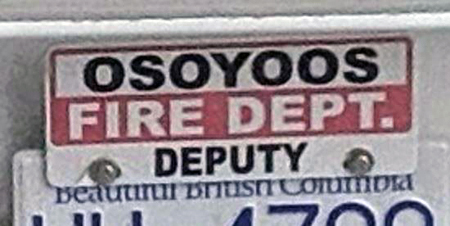 OSOYOOS
FIRE DEPT.
DEPUTY
Beautiful British Columbia